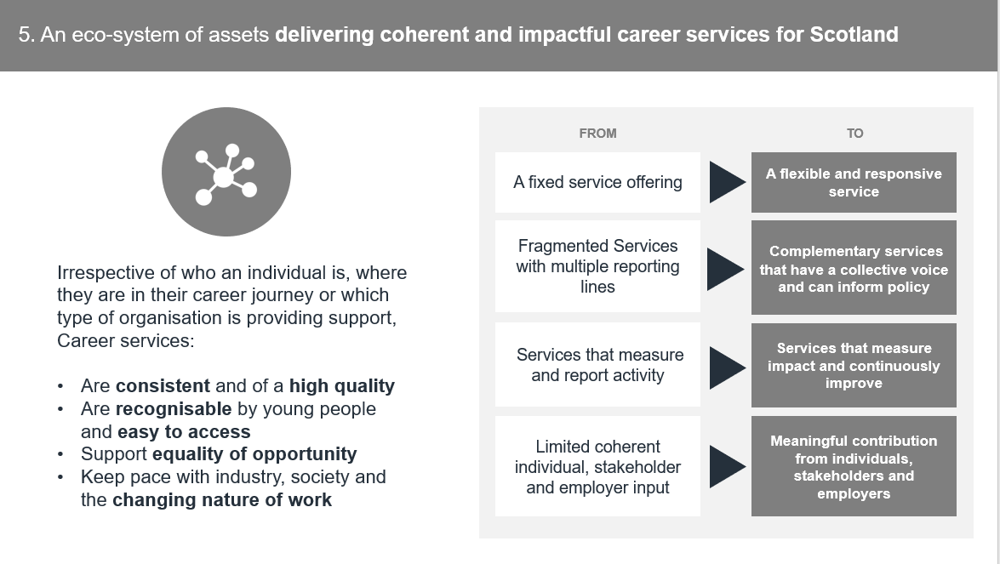 5. An eco-system of assets delivering coherent and impactful career services for Scotland
Irrespective of who an individual is, where
they are in their career journey or which
type of organisation is providing support,
Career services:
• Are consistent and of a high quality
• Are recognisable by young people
and easy to access
• Support equality of opportunity
• Keep pace with industry, society and
the changing nature of work
FROM
TO
A fixed service offering
A flexible and responsive
service
Fragmented Services
with multiple reporting
lines
Complementary services
that have a collective voice
and can inform policy
Services that measure
and report activity
Services that measure
impact and continuously
improve
Limited coherent
individual, stakeholder
and employer input
Meaningful contribution
from individuals,
stakeholders and
employers